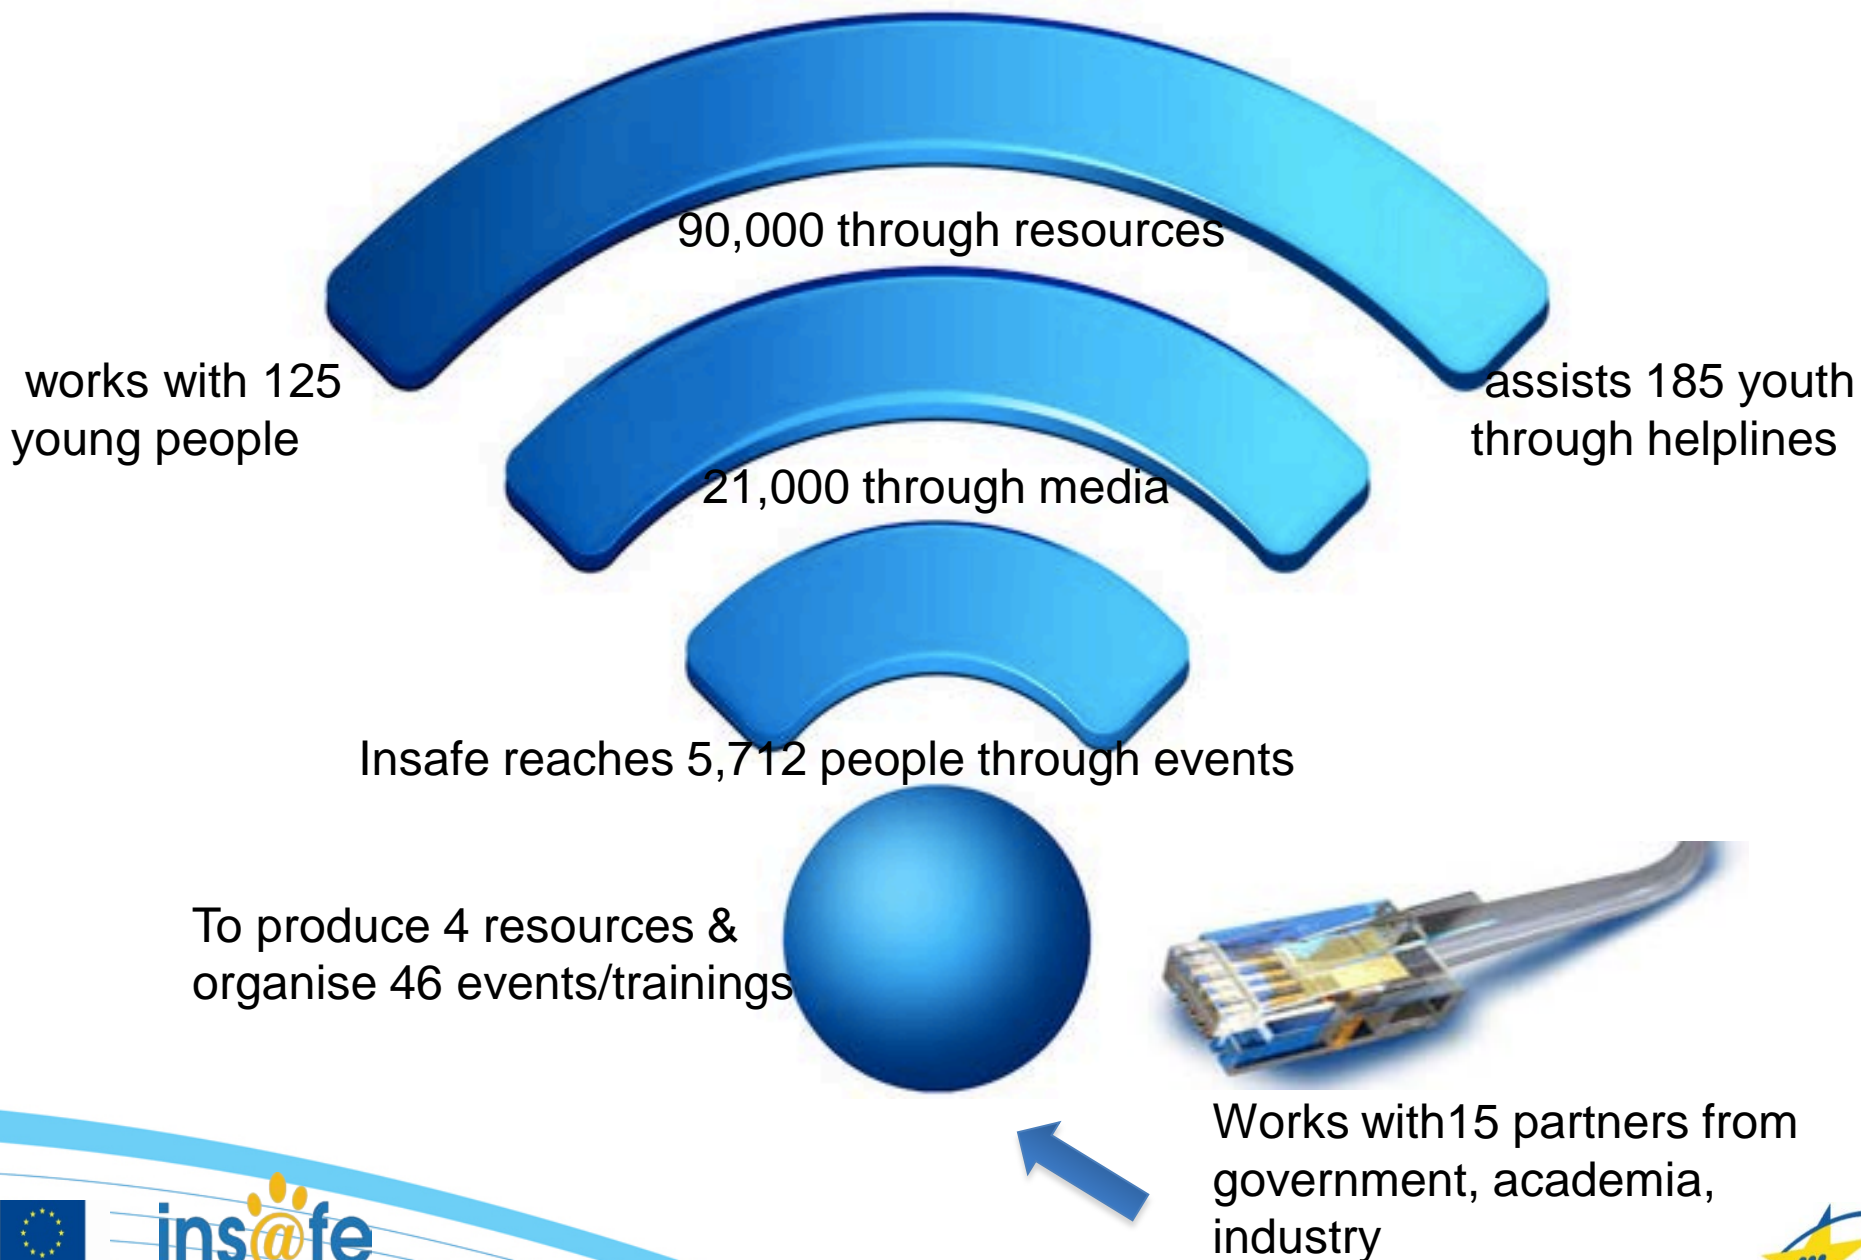 90,000 through resources
works with 125
young people
assists 185 youth
through helplines
21,000 through media
Insafe reaches 5,712 people through events
To produce 4 resources &
organise 46 events/trainings
Works with15 partners from
government, academia,
industry
ins@fe